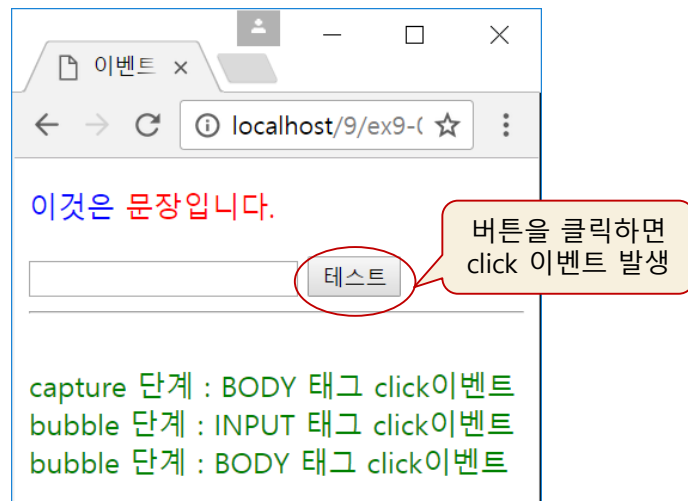 이벤트
localhost/9/ex9-(
이것은 문장입니다.
버튼을 클릭하면
click 이벤트 발생
테스트
capture 단계 : BODY 태그 click이벤트
bubble 단계 : INPUT 태그 click이벤트
bubble 단계 : BODY 태그 click이벤트